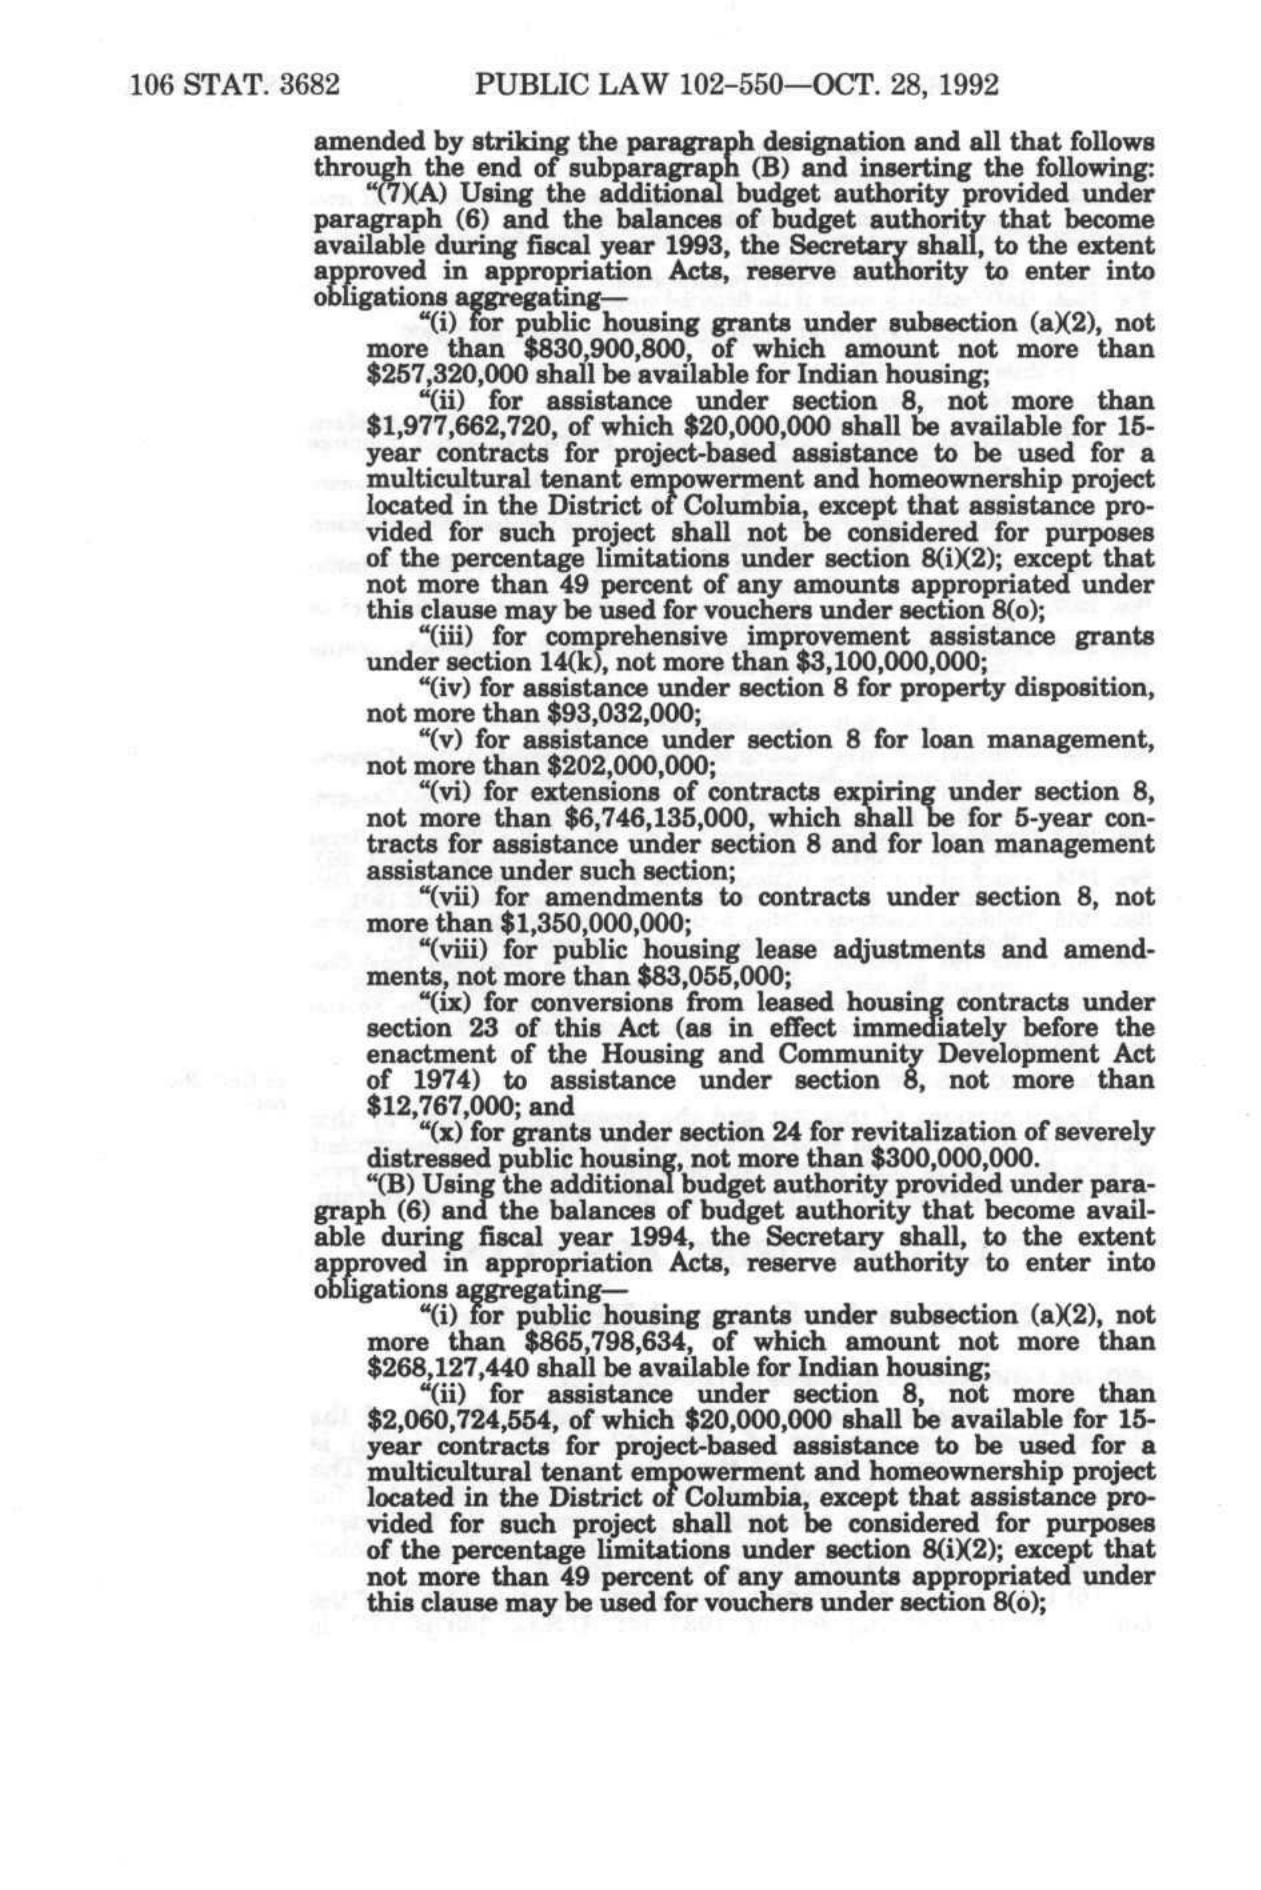 106 STAT. 3682 PUBLIC LAW 102–550—OCT. 28, 1992
amended by striking the paragraph designation and all that follows
through the end of subparagraph (B) and inserting the following:
“(7)(A) Using the additional budget authority provided under
paragraph (6) and the balances of budget authority that become
available during fiscal year 1993, the Secretary shall, to the extent
approved in appropriation Acts, reserve authority to enter into
obligations aggregating—
“(i) for public housing grants under subsection (a)(2), not
more than $830,900,800, of which amount not more than
$257,320,000 shall be available for Indian housing;
“(ii) for assistance under section 8, not more than
$1,977,662,720, of which $20,000,000 shall be available for 15-
year contracts for project-based assistance to be used for a
multicultural tenant empowerment and homeownership project
located in the District of Columbia, except that assistance pro-
vided for such project shall not be considered for purposes
of the percentage limitations under section 8(i)(2); except that
not more than 49 percent of any amounts appropriated under
this clause may be used for vouchers under section 8(o);
“(iii) for comprehensive improvement assistance grants
under section 14(k), not more than $3,100,000,000;
“(iv) for assistance under section 8 for property disposition,
not more than $93,032,000;
“(v) for assistance under section 8 for loan management,
not more than $202,000,000;
“(vi) for extensions of contracts expiring under section 8,
not more than $6,746,135,000, which shall be for 5-year con-
tracts for assistance under section 8 and for loan management
assistance under such section;
“(vii) for amendments to contracts under section 8, not
more than $1,350,000,000;
“(viii) for public housing lease adjustments and amend-
ments, not more than $83,055,000;
“(ix) for conversions from leased housing contracts under
section 23 of this Act (as in effect immediately before the
enactment of the Housing and Community Development Act
of 1974) to assistance under section 8, not more than
$12,767,000; and
“(x) for grants under section 24 for revitalization of severely
distressed public housing, not more than $300,000,000.
“(B) Using the additional budget authority provided under para-
graph (6) and the balances of budget authority that become avail-
able during fiscal year 1994, the Secretary shall, to the extent
approved in appropriation Acts, reserve authority to enter into
obligations aggregating—
“(i) for public housing grants under subsection (a)(2), not
more than $865,798,634, of which amount not more than
$268,127,440 shall be available for Indian housing;
“(ii) for assistance under section 8, not more than
$2,060,724,554, of which $20,000,000 shall be available for 15-
year contracts for project-based assistance to be used for a
multicultural tenant empowerment and homeownership project
located in the District of Columbia, except that assistance pro-
vided for such project shall not be considered for purposes
of the percentage limitations under section 8(i)(2); except that
not more than 49 percent of any amounts appropriated under
this clause may be used for vouchers under section 8(o);